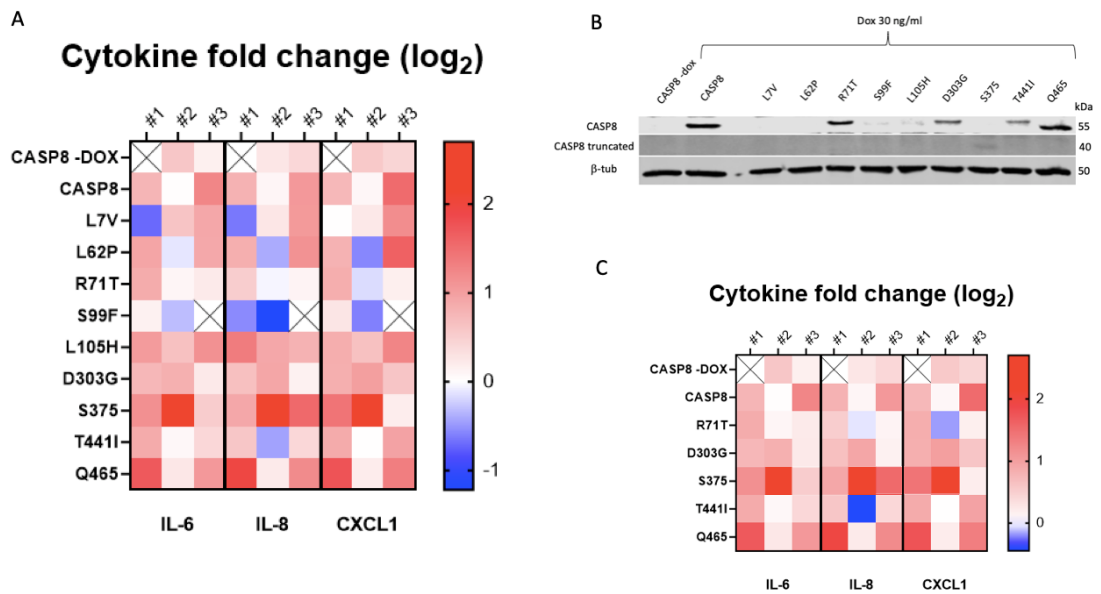 A
Cytokine fold change (log₂)
#1 #2 #3 #1 #2 #3 #1 #2 #3
CASP8 -DOX
CASP8
L7V
L62P
R71T
S99F
L105H
D303G
S375
T441I
Q465
2
1
0
-1
IL-6 IL-8 CXCL1
B
Dox 30 ng/ml
CASP8 -dox CASP8 L7V L62P R71T S99F L105H D303G S375 T441I Q465
kDa
CASP8 55
CASP8 truncated 40
β-tub 50
C
Cytokine fold change (log₂)
#1 #2 #3 #1 #2 #3 #1 #2 #3
CASP8 -DOX
CASP8
R71T
D303G
S375
T441I
Q465
2
1
0
IL-6 IL-8 CXCL1